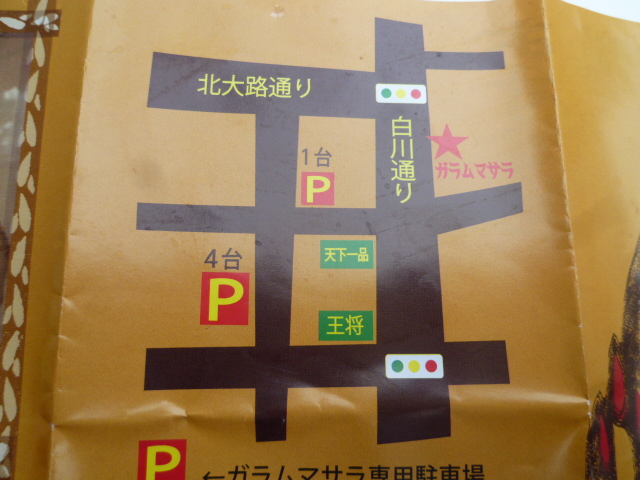 北大路通り
白川通り
ガラムマサラ
1台
P
天下一品
4台
P
王将
P ←ガラムマサラ専用駐車場